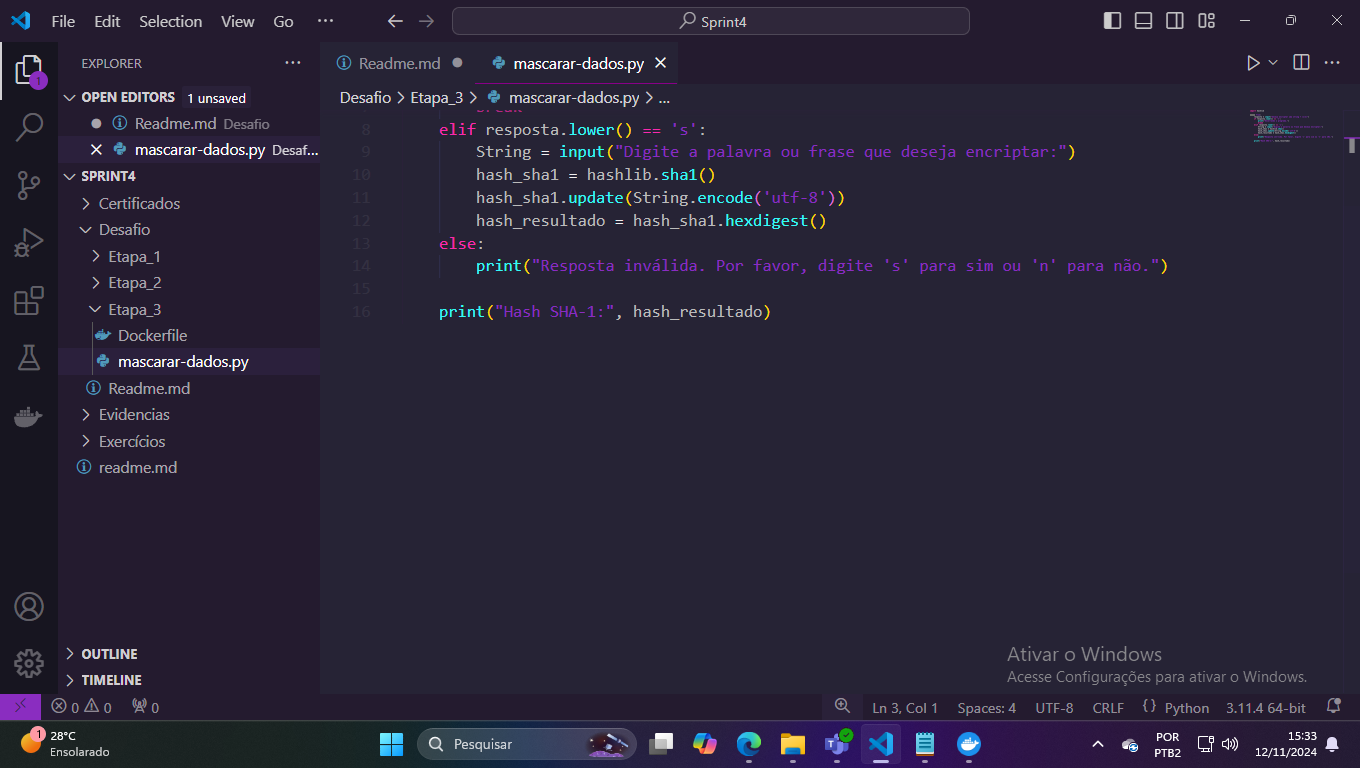 File Edit Selection View Go ···
Sprint4
EXPLORER ···
1
OPEN EDITORS 1 unsaved
Readme.md Desafio
mascarar-dados.py Desaf...
SPRINT4
Certificados
Desafio
Etapa_1
Etapa_2
Etapa_3
Dockerfile
mascarar-dados.py
Readme.md
Evidencias
Exercícios
readme.md
OUTLINE
TIMELINE
Readme.md mascarar-dados.py
Desafio > Etapa_3 > mascarar-dados.py > ...
8 elif resposta.lower() == 's':
9 String = input("Digite a palavra ou frase que deseja encriptar:")
10 hash_sha1 = hashlib.sha1()
11 hash_sha1.update(String.encode('utf-8'))
12 hash_resultado = hash_sha1.hexdigest()
13 else:
14 print("Resposta inválida. Por favor, digite 's' para sim ou 'n' para não.")
15
16 print("Hash SHA-1:", hash_resultado)
Ativar o Windows
Acesse Configurações para ativar o Windows.
0 0 0 Ln 3, Col 1 Spaces: 4 UTF-8 CRLF {} Python 3.11.4 64-bit
1 28°C
Ensolarado
Pesquisar
POR
PTB2
15:33
12/11/2024